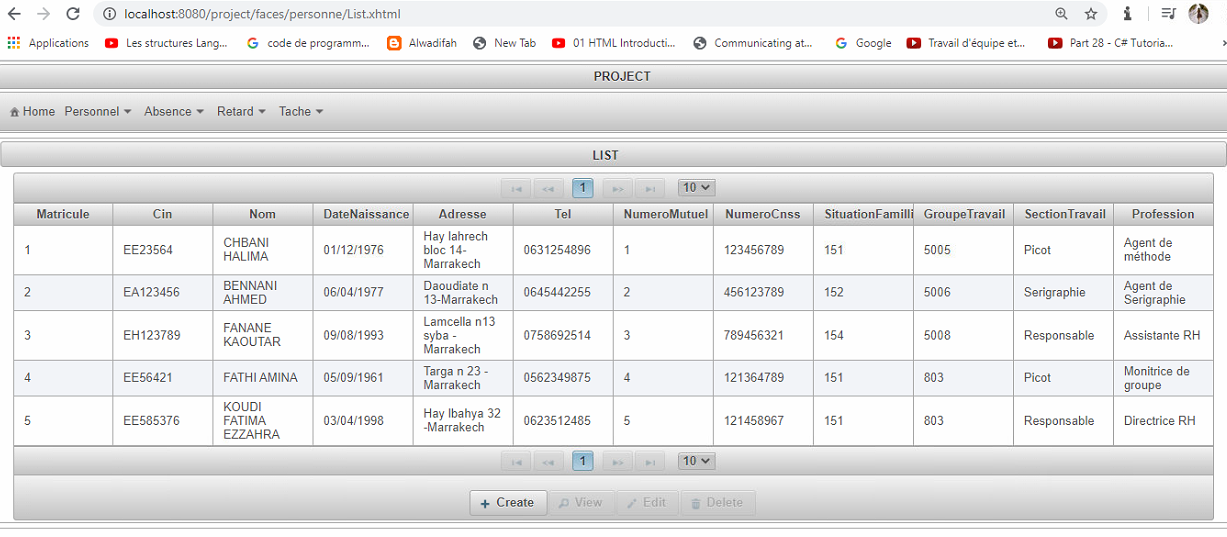 localhost:8080/project/faces/personne/List.xhtml
Applications Les structures Lang... code de programm... Alwadifah New Tab 01 HTML Introducti... Communicating at... Google Travail d'équipe et... Part 28 - C# Tutoria...
PROJECT
Home Personnel Absence Retard Tache
LIST
1 10
Matricule Cin Nom DateNaissance Adresse Tel NumeroMutuel NumeroCnss SituationFamilli GroupeTravail SectionTravail Profession
1 EE23564 CHBANI HALIMA 01/12/1976 Hay lahrech bloc 14-Marrakech 0631254896 1 123456789 151 5005 Picot Agent de méthode
2 EA123456 BENNANI AHMED 06/04/1977 Daoudiate n 13-Marrakech 0645442255 2 456123789 152 5006 Serigraphie Agent de Serigraphie
3 EH123789 FANANE KAOUTAR 09/08/1993 Lamcella n13 syba - Marrakech 0758692514 3 789456321 154 5008 Responsable Assistante RH
4 EE56421 FATHI AMINA 05/09/1961 Targa n 23 - Marrakech 0562349875 4 121364789 151 803 Picot Monitrice de groupe
5 EE585376 KOUDI FATIMA EZZAHRA 03/04/1998 Hay lbahya 32 -Marrakech 0623512485 5 121458967 151 803 Responsable Directrice RH
1 10
Create View Edit Delete